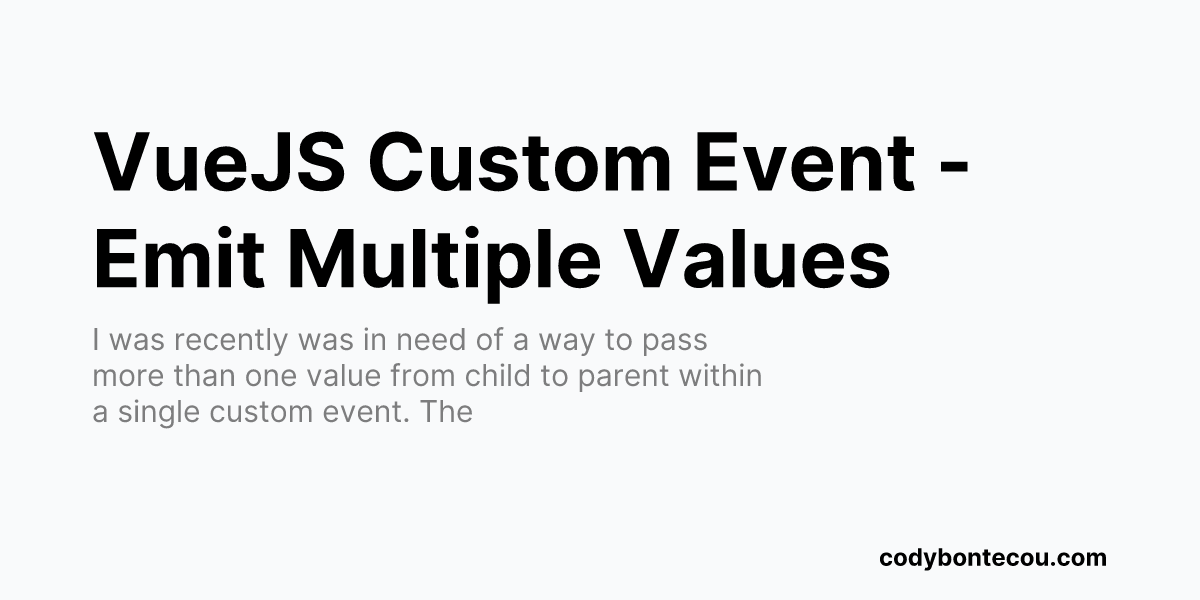 VueJS Custom Event -
Emit Multiple Values
I was recently was in need of a way to pass
more than one value from child to parent within
a single custom event. The
codybontecou.com